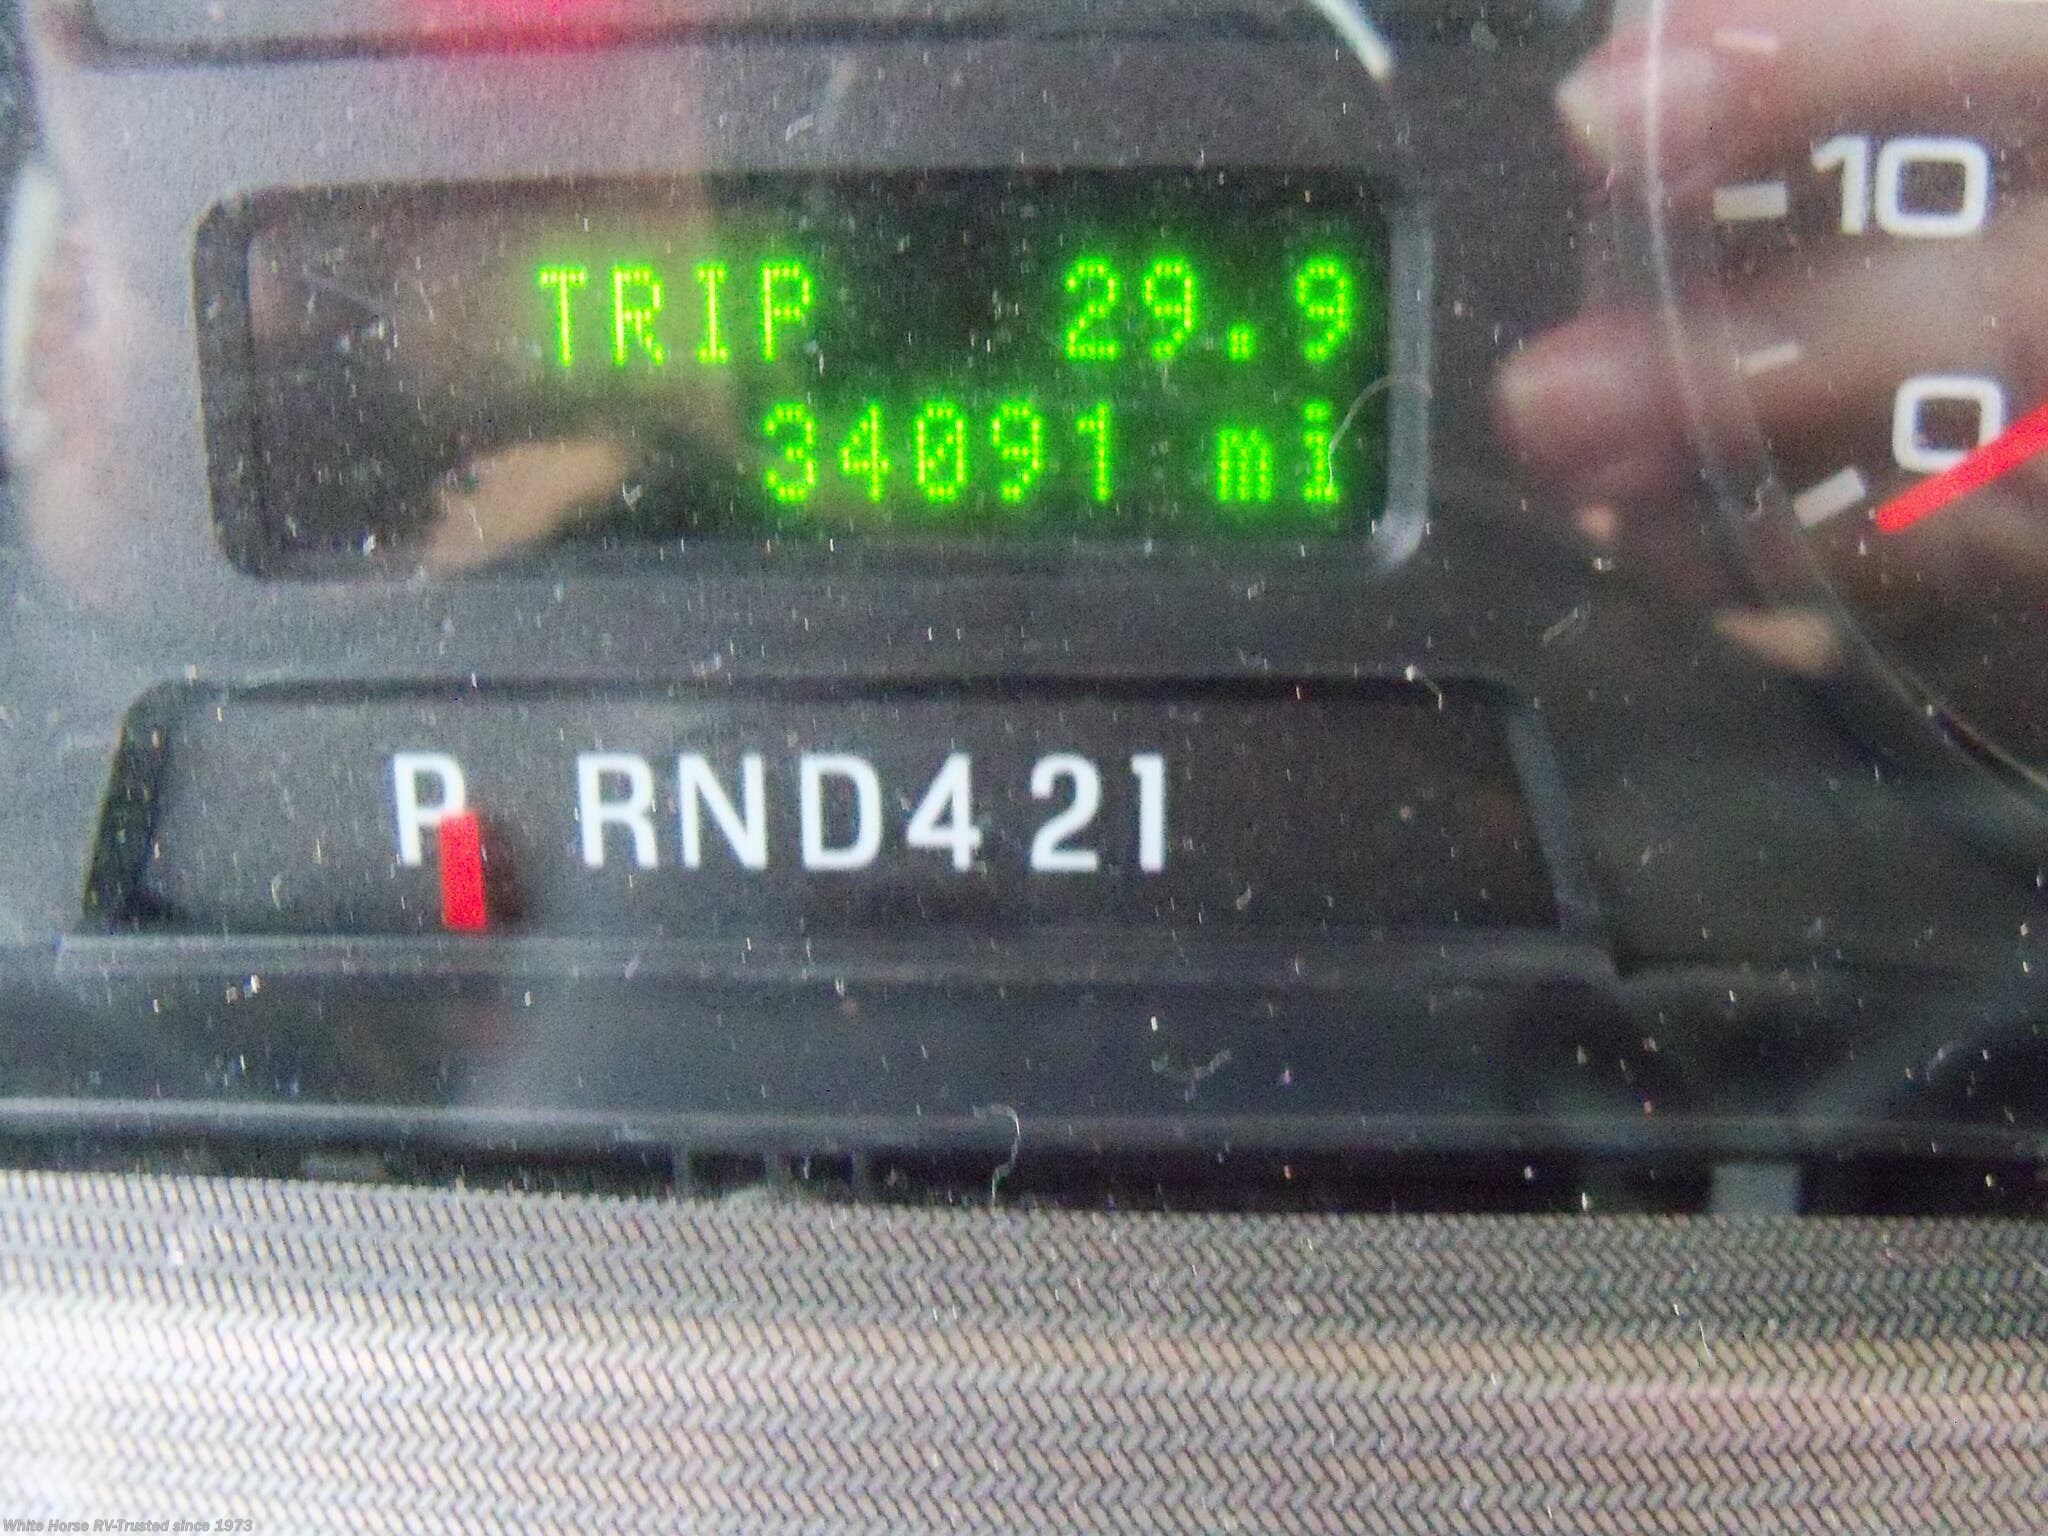 TRIP 29.9
34091 mi
10
0
P RND421
White Horse RV-Trusted since 1973